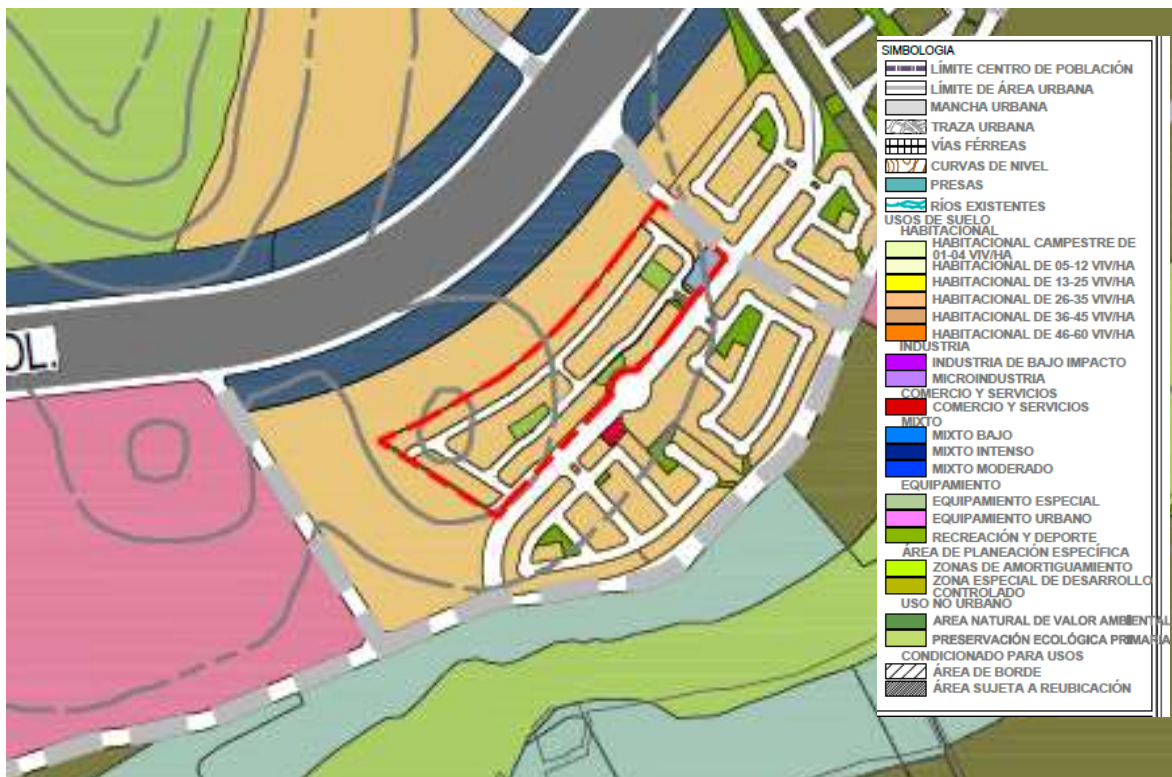 OL.
SIMBOLOGIA
LÍMITE CENTRO DE POBLACIÓN
LÍMITE DE ÁREA URBANA
MANCHA URBANA
TRAZA URBANA
VÍAS FÉRREAS
CURVAS DE NIVEL
PRESAS
RÍOS EXISTENTES
USOS DE SUELO
HABITACIONAL
HABITACIONAL CAMPESTRE DE
01-04 VIV/HA
HABITACIONAL DE 05-12 VIV/HA
HABITACIONAL DE 13-25 VIV/HA
HABITACIONAL DE 26-35 VIV/HA
HABITACIONAL DE 36-45 VIV/HA
HABITACIONAL DE 46-60 VIV/HA
INDUSTRIA
INDUSTRIA DE BAJO IMPACTO
MICROINDUSTRIA
COMERCIO Y SERVICIOS
COMERCIO Y SERVICIOS
MIXTO
MIXTO BAJO
MIXTO INTENSO
MIXTO MODERADO
EQUIPAMIENTO
EQUIPAMIENTO ESPECIAL
EQUIPAMIENTO URBANO
RECREACIÓN Y DEPORTE
ÁREA DE PLANEACIÓN ESPECÍFICA
ZONAS DE AMORTIGUAMIENTO
ZONA ESPECIAL DE DESARROLLO
CONTROLADO
USO NO URBANO
AREA NATURAL DE VALOR AMBIENTAL
PRESERVACIÓN ECOLÓGICA PRIMARIA
CONDICIONADO PARA USOS
ÁREA DE BORDE
ÁREA SUJETA A REUBICACIÓN